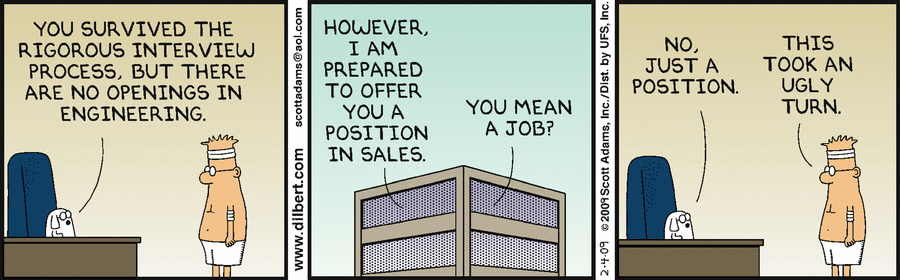 YOU SURVIVED THE
RIGOROUS INTERVIEW
PROCESS, BUT THERE
ARE NO OPENINGS IN
ENGINEERING.
www.dilbert.com
scottadams@aol.com
HOWEVER,
I AM
PREPARED
TO OFFER
YOU A
POSITION
IN SALES.
YOU MEAN
A JOB?
2-4-09 © 2009 Scott Adams, Inc./Dist. by UFS, Inc.
NO,
JUST A
POSITION.
THIS
TOOK AN
UGLY
TURN.